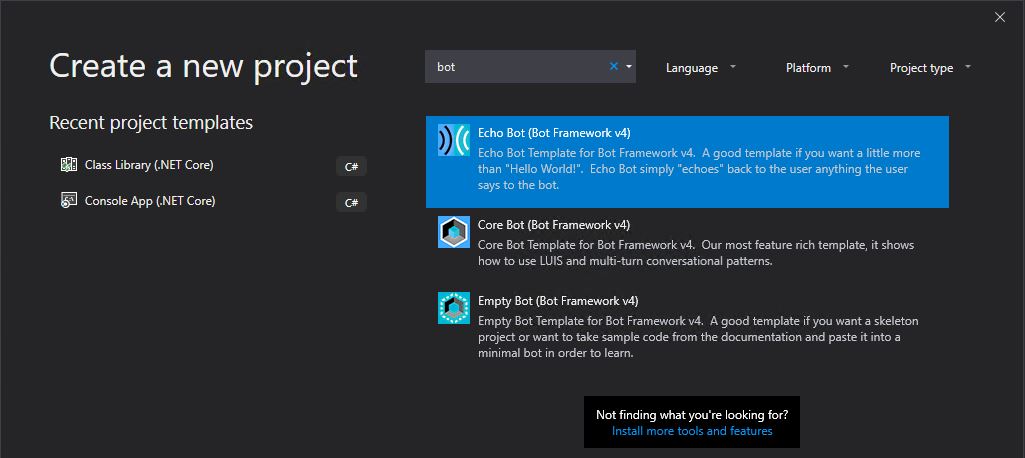 Create a new project
bot
Language
Platform
Project type
Recent project templates
Class Library (.NET Core)
C#
Console App (.NET Core)
C#
Echo Bot (Bot Framework v4)
Echo Bot Template for Bot Framework v4.  A good template if you want a little more
than "Hello World!".  Echo Bot simply "echoes" back to the user anything the user
says to the bot.
Core Bot (Bot Framework v4)
Core Bot Template for Bot Framework v4.  Our most feature rich template, it shows
how to use LUIS and multi-turn conversational patterns.
Empty Bot (Bot Framework v4)
Empty Bot Template for Bot Framework v4.  A good template if you want a skeleton
project or want to take sample code from the documentation and paste it into a
minimal bot in order to learn.
Not finding what you're looking for?
Install more tools and features